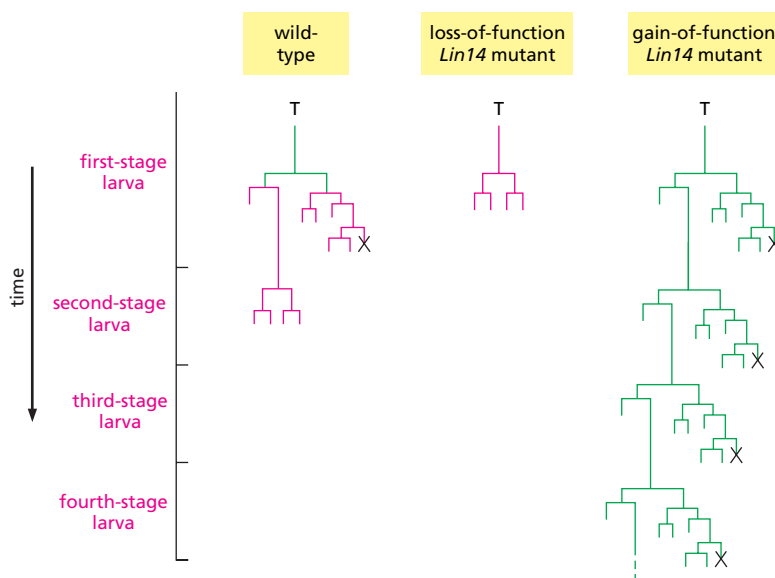 wild-
type
loss-of-function
Lin14 mutant
gain-of-function
Lin14 mutant
T
T
T
first-stage
larva
X
X
time
second-stage
larva
X
third-stage
larva
X
fourth-stage
larva
X